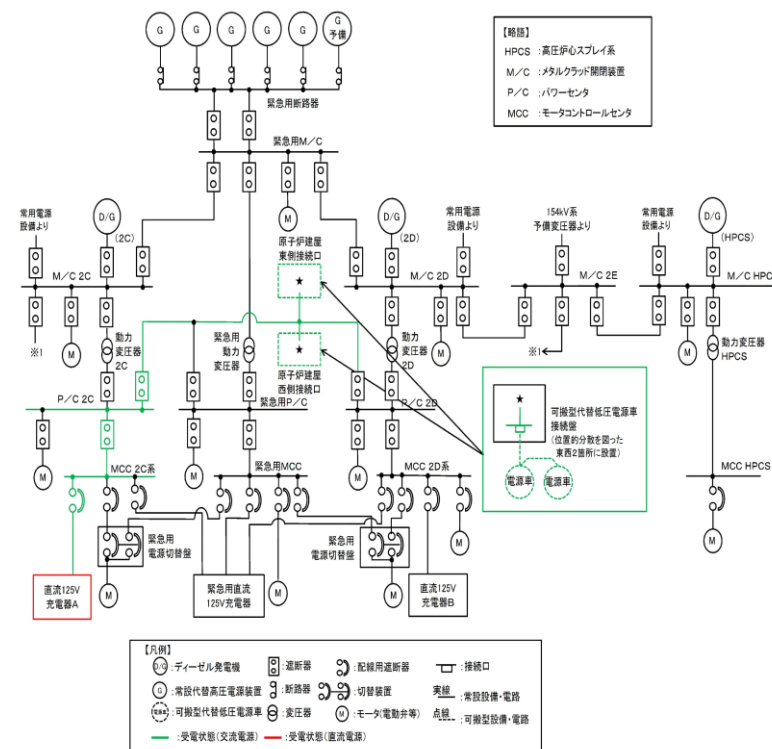 G
G
G
G
G
G
予備
緊急用断路器
【略語】
HPCS :高圧炉心スプレイ系
M/C :メタルクラッド開閉装置
P/C :パワーセンタ
MCC :モータコントロールセンタ
緊急用M/C
常用電源
設備より
D/G
(2C)
M
原子炉建屋
東側接続口
★
D/G
(2D)
常用電源
設備より
154kV系
予備変圧器より
常用電源
設備より
D/G
(HPCS)
M/C 2C
M/C 2D
M/C 2E
M/C HPC
※1
M
動力
変圧器
2C
緊急用
動力
変圧器
★
原子炉建屋
西側接続口
動力
変圧器
2D
M
※1
M
動力変圧器
HPCS
P/C 2C
緊急用P/C
P/C 2D
★
可搬型代替低圧電源車
接続盤
(位置的分散を図った
東西2箇所に設置)
電源車
電源車
M
M
M
MCC 2C系
緊急用MCC
MCC 2D系
MCC HPCS
緊急用
電源切替盤
緊急用
電源切替盤
M
M
直流125V
充電器A
M
緊急用直流
125V充電器
M
M
直流125V
充電器B
【凡例】
D/G :ディーゼル発電機
:遮断器
:配線用遮断器
:接続口
G :常設代替高圧電源装置
:断路器
:切替装置
実線 :常設設備・電路
電源車 :可搬型代替低圧電源車
:変圧器
M :モータ(電動弁等)
点線 :可搬型設備・電路
:受電状態(交流電源)
:受電状態(直流電源)